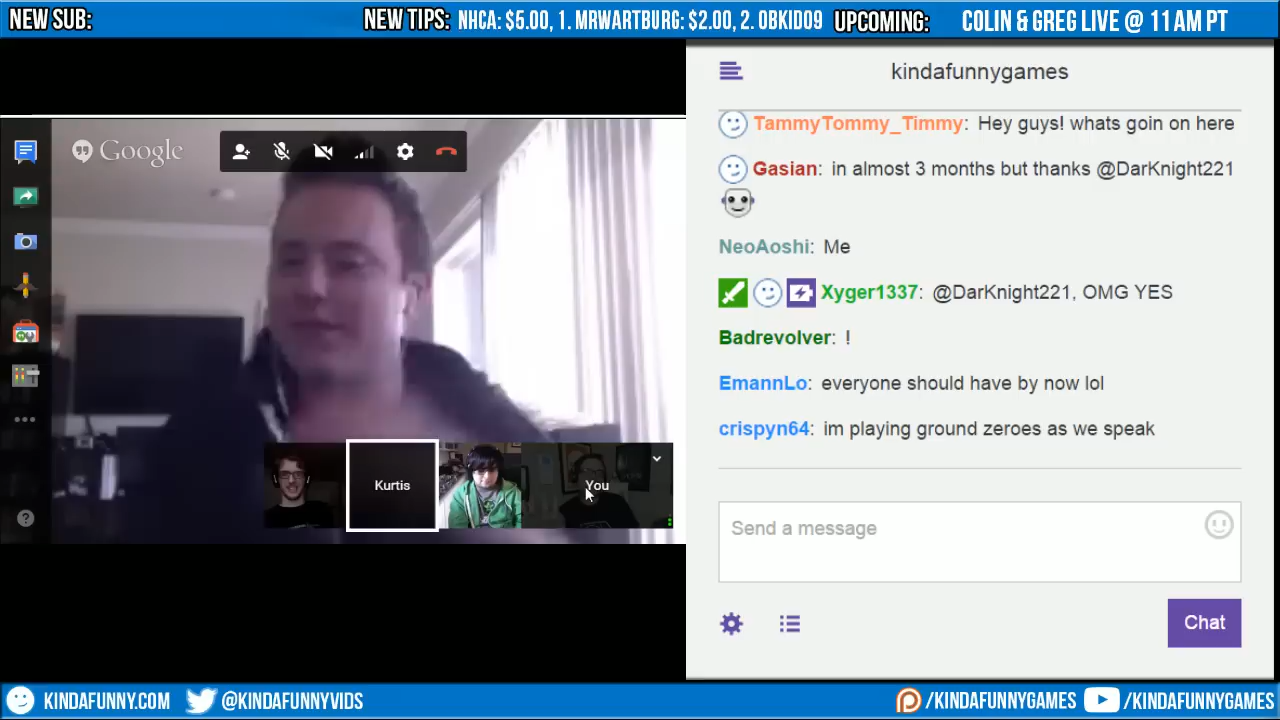 NEW SUB: NEW TIPS: NHCA: $5.00, 1. MRWARTBURG: $2.00, 2. OBKID09 UPCOMING: COLIN & GREG LIVE @ 11 AM PT
kindafunnygames
TammyTommy_Timmy: Hey guys! whats goin on here
Gasian: in almost 3 months but thanks @DarKnight221
NeoAoshi: Me
Xyger1337: @DarKnight221, OMG YES
Badrevolver: !
EmannLo: everyone should have by now lol
crispyn64: im playing ground zeroes as we speak
Send a message
Chat
Google
Kurtis
You
KINDAFUNNY.COM @KINDAFUNNYVIDS /KINDAFUNNYGAMES /KINDAFUNNYGAMES